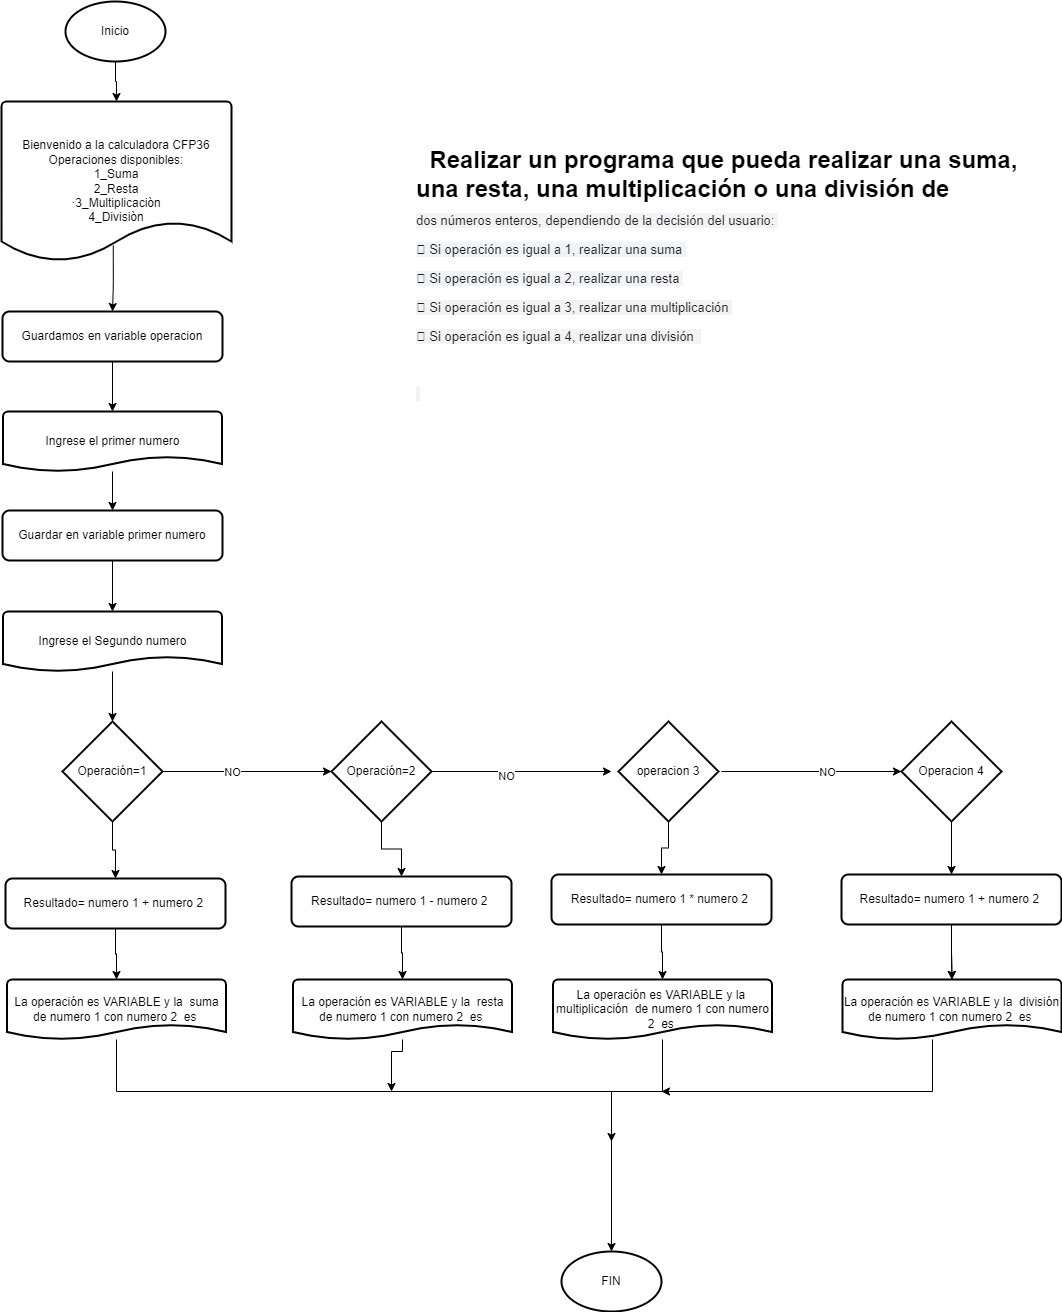 Inicio
Bienvenido a la calculadora CFP36
Operaciones disponibles:
1_Suma
2_Resta
·3_Multiplicaciòn
4_Divisiòn
Realizar un programa que pueda realizar una suma,
una resta, una multiplicación o una división de
dos números enteros, dependiendo de la decisión del usuario:
Si operación es igual a 1, realizar una suma
Si operación es igual a 2, realizar una resta
Si operación es igual a 3, realizar una multiplicación
Si operación es igual a 4, realizar una división
Guardamos en variable operacion
Ingrese el primer numero
Guardar en variable primer numero
Ingrese el Segundo numero
Operación=1
NO
Operación=2
NO
operacion 3
NO
Operacion 4
Resultado= numero 1 + numero 2
Resultado= numero 1 - numero 2
Resultado= numero 1 * numero 2
Resultado= numero 1 + numero 2
La operación es VARIABLE y la suma
de numero 1 con numero 2 es
La operación es VARIABLE y la resta
de numero 1 con numero 2 es
La operación es VARIABLE y la
multiplicación de numero 1 con numero
2 es
La operación es VARIABLE y la división
de numero 1 con numero 2 es
FIN